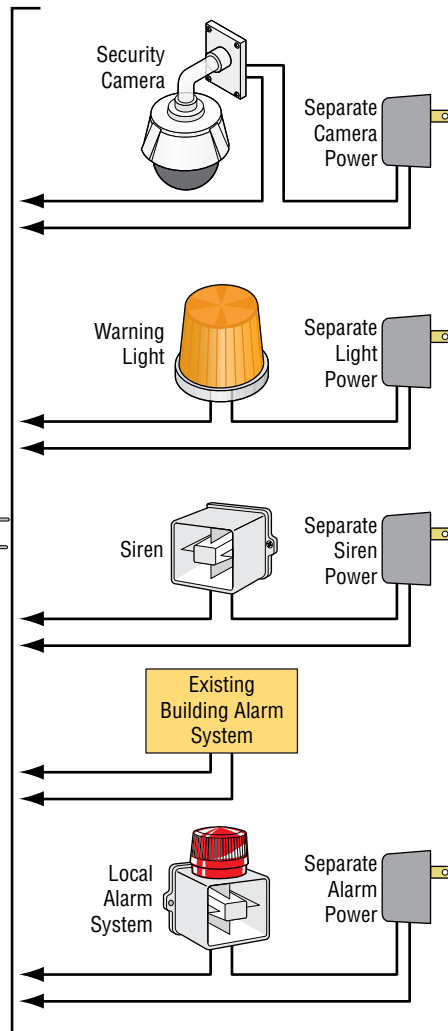 Security
Camera
Separate
Camera
Power
Warning
Light
Separate
Light
Power
Siren
Separate
Siren
Power
Existing
Building Alarm
System
Local
Alarm
System
Separate
Alarm
Power